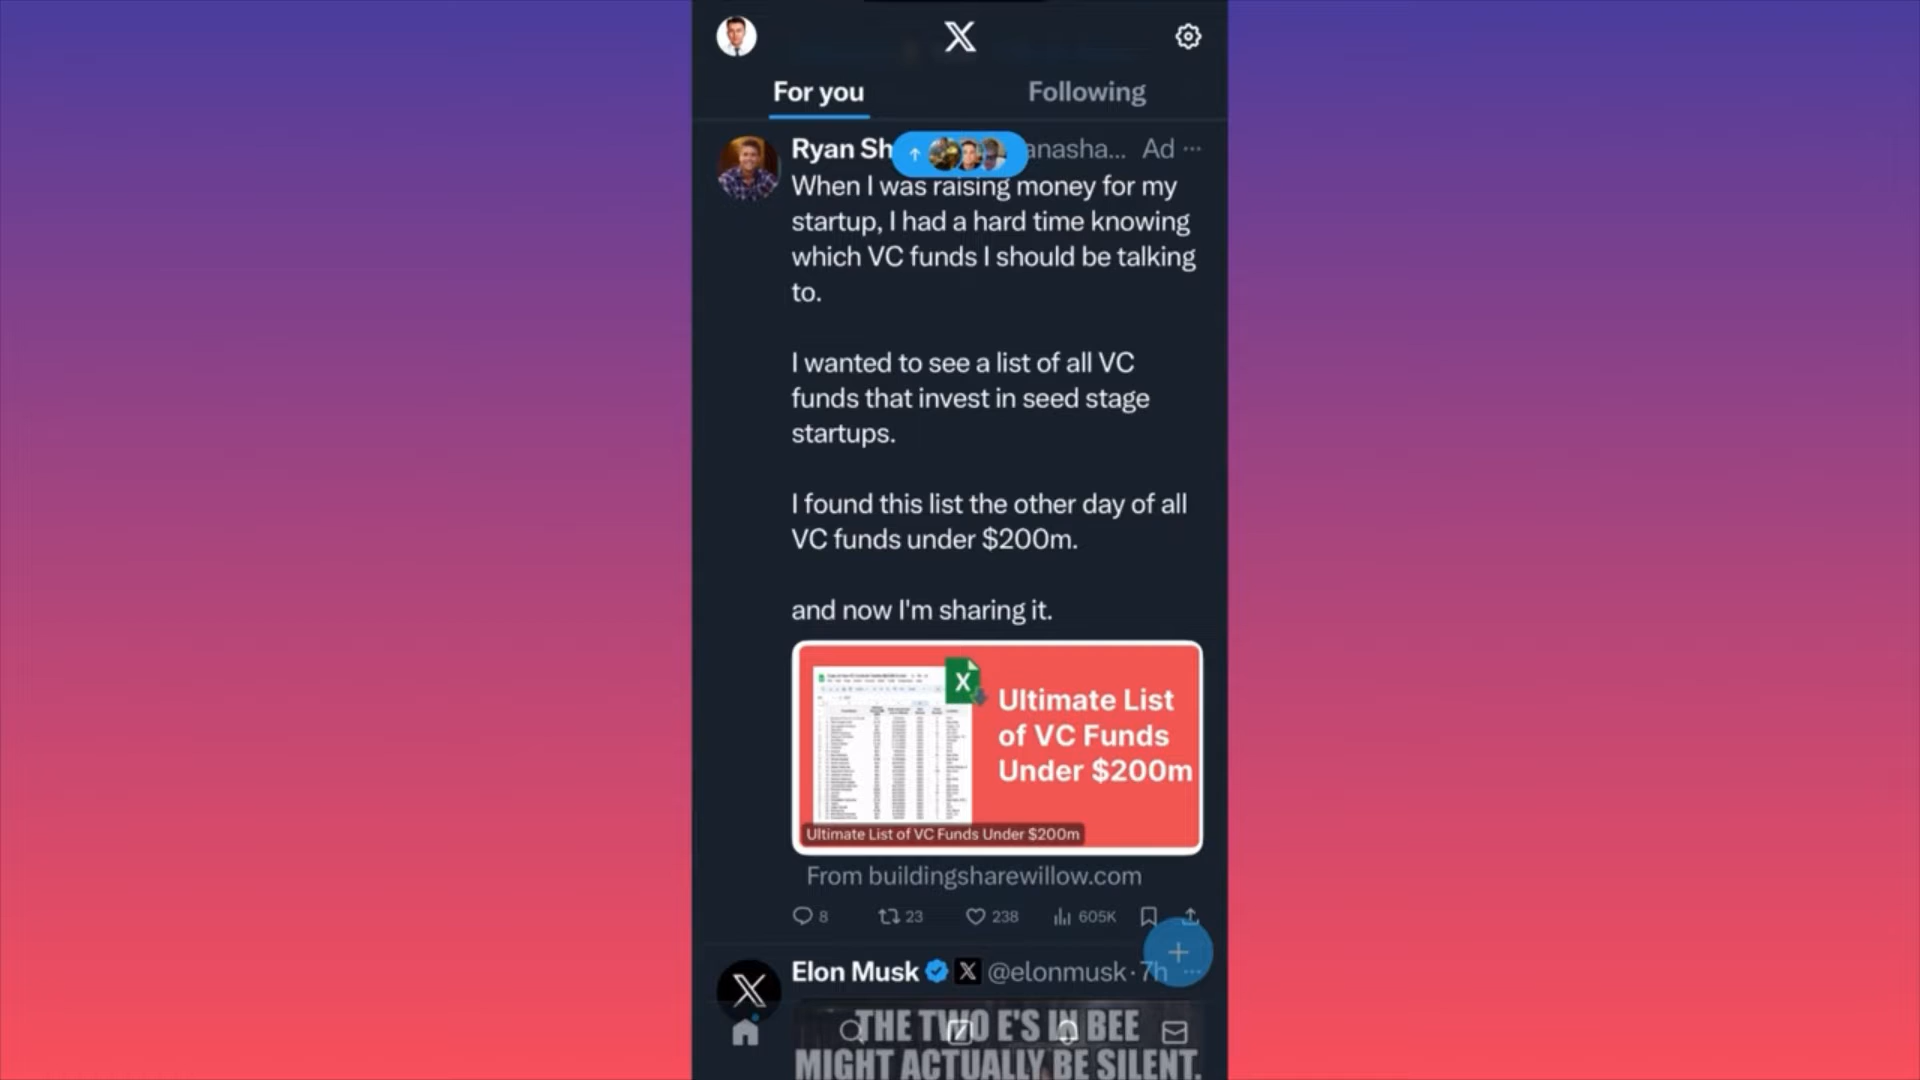 For you
Following
Ryan Sh
anasha... Ad
When I was raising money for my
startup, I had a hard time knowing
which VC funds I should be talking
to.
I wanted to see a list of all VC
funds that invest in seed stage
startups.
I found this list the other day of all
VC funds under $200m.
and now I'm sharing it.
Ultimate List
of VC Funds
Under $200m
Ultimate List of VC Funds Under $200m
From buildingsharewillow.com
8 23 238 605K
Elon Musk @elonmusk · 7h
THE TWO E'S IN BEE
MIGHT ACTUALLY BE SILENT.